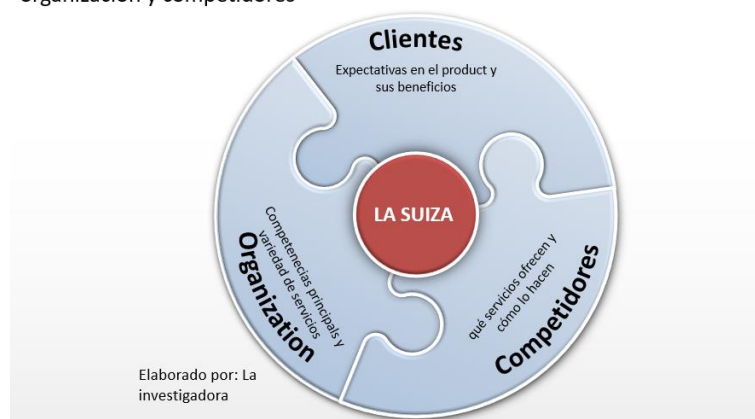 organización y competidores
Clientes
Expectativas en el product y
sus beneficios
LA SUIZA
Organization
Competenecias principals y
variedad de servicios
Competidores
qué servicios ofrecen y
cómo lo hacen
Elaborado por: La
investigadora